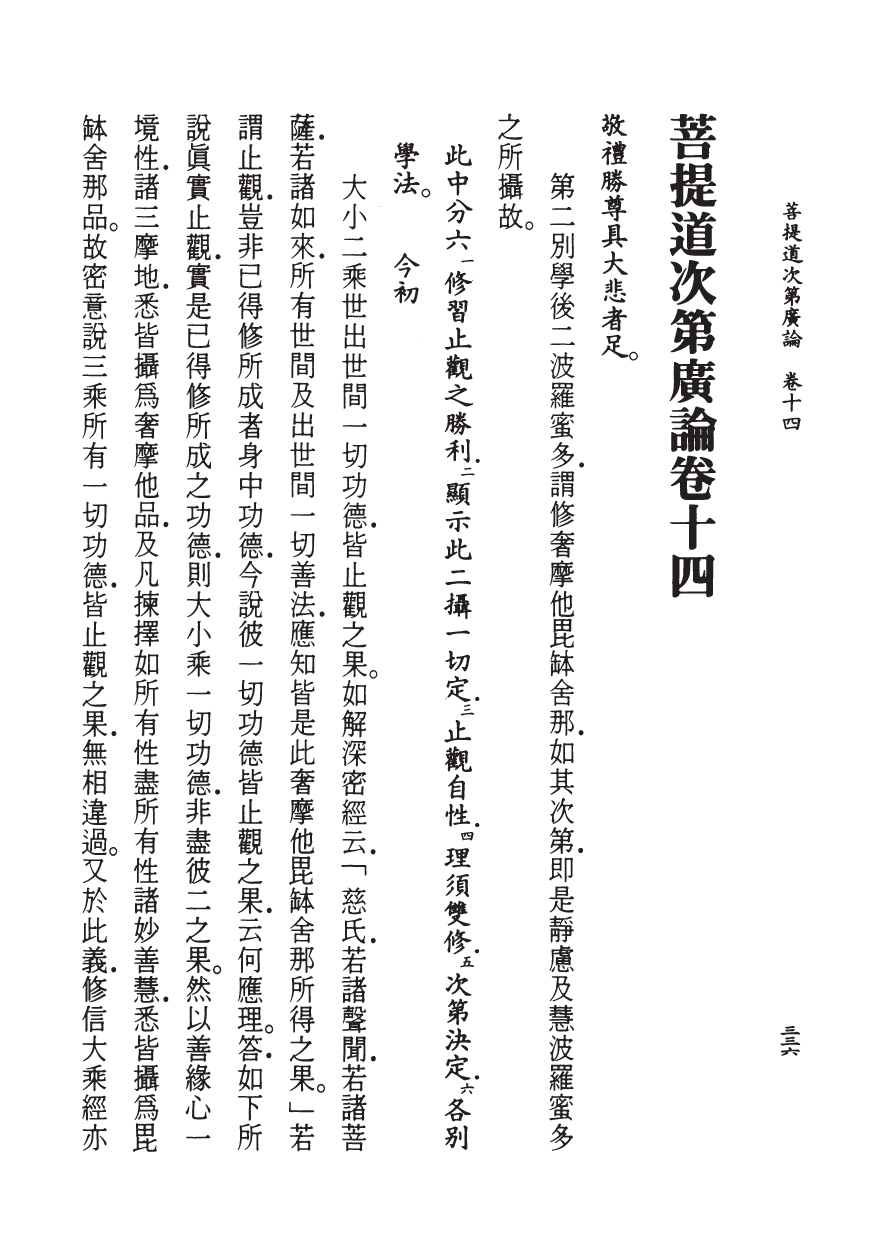 菩提道次第廣論　卷十四
三三六
菩提道次第廣論卷十四
敬禮勝尊具大悲者足。
第二別學後二波羅蜜多．謂修奢摩他毘缽舍那．如其次第．即是靜慮及慧波羅蜜多
之所攝故。
此中分六一修習止觀之勝利．二顯示此二攝一切定．三止觀自性．四理須雙修．五次第決定．六各別
學法。　今初
大小二乘世出世間一切功德．皆止觀之果。如解深密經云．「慈氏．若諸聲聞．若諸菩
薩．若諸如來．所有世間及出世間一切善法．應知皆是此奢摩他毘缽舍那所得之果。」若
謂止觀．豈非已得修所成者身中功德．今說彼一切功德皆止觀之果．云何應理。答．如下所
說眞實止觀．實是已得修所成之功德．則大小乘一切功德．非盡彼二之果。然以善緣心一
境性．諸三摩地．悉皆攝爲奢摩他品．及凡揀擇如所有性盡所有性諸妙善慧．悉皆攝爲毘
缽舍那品。故密意說三乘所有一切功德．皆止觀之果．無相違過。又於此義．修信大乘經亦